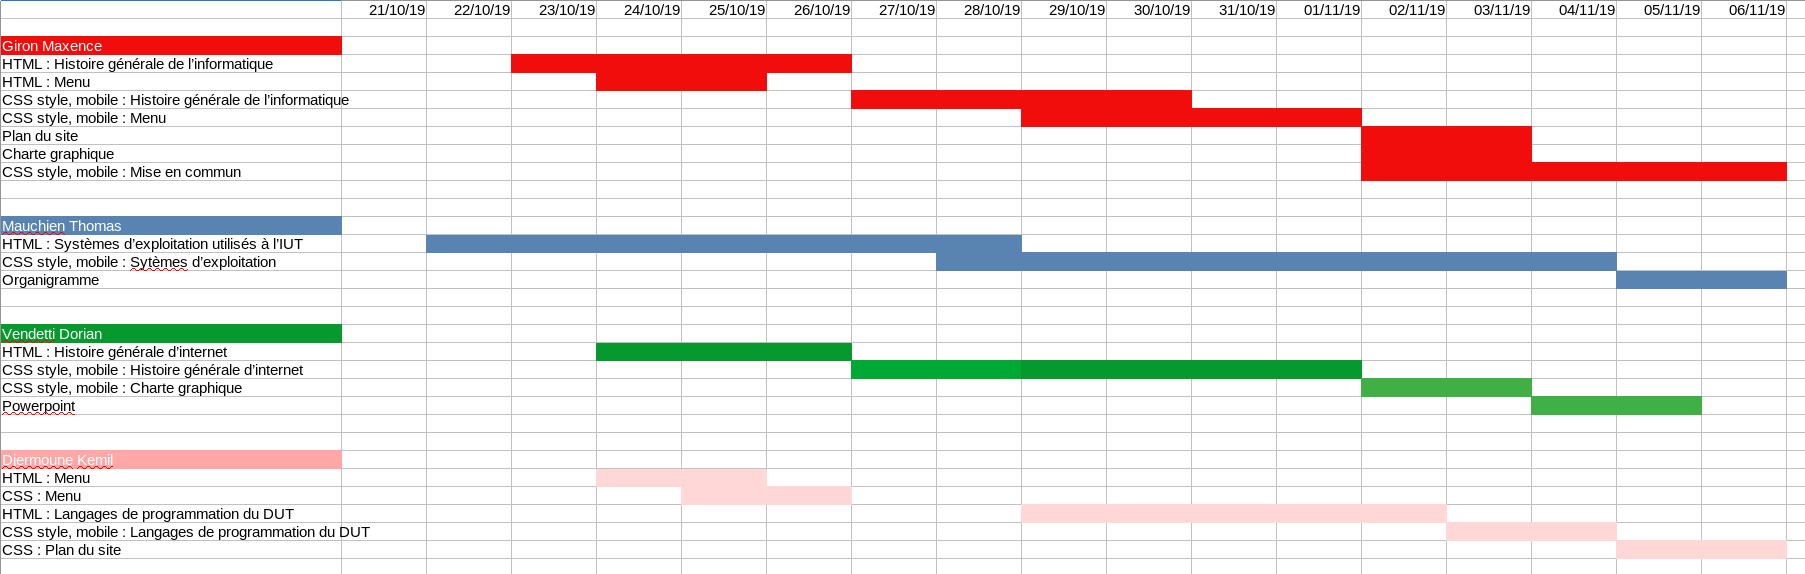 21/10/19 22/10/19 23/10/19 24/10/19 25/10/19 26/10/19 27/10/19 28/10/19 29/10/19 30/10/19 31/10/19 01/11/19 02/11/19 03/11/19 04/11/19 05/11/19 06/11/19
Giron Maxence
HTML : Histoire générale de l’informatique
HTML : Menu
CSS style, mobile : Histoire générale de l’informatique
CSS style, mobile : Menu
Plan du site
Charte graphique
CSS style, mobile : Mise en commun
Mauchien Thomas
HTML : Systèmes d’exploitation utilisés à l’IUT
CSS style, mobile : Sytèmes d’exploitation
Organigramme
Vendetti Dorian
HTML : Histoire générale d’internet
CSS style, mobile : Histoire générale d’internet
CSS style, mobile : Charte graphique
Powerpoint
Diermoune Kemil
HTML : Menu
CSS : Menu
HTML : Langages de programmation du DUT
CSS style, mobile : Langages de programmation du DUT
CSS : Plan du site